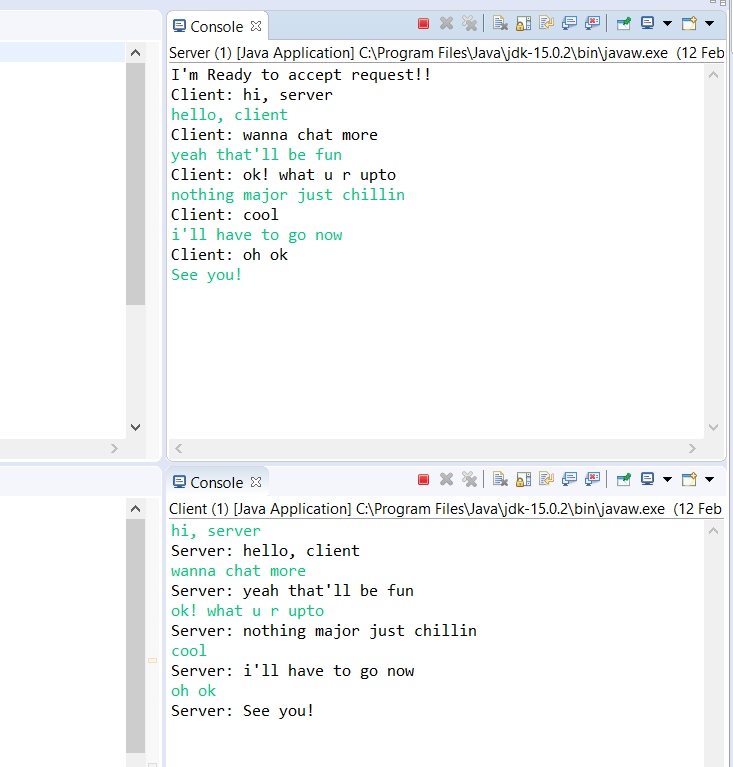 Console
Server (1) [Java Application] C:\Program Files\Java\jdk-15.0.2\bin\javaw.exe (12 Feb
I'm Ready to accept request!!
Client: hi, server
hello, client
Client: wanna chat more
yeah that'll be fun
Client: ok! what u r upto
nothing major just chillin
Client: cool
i'll have to go now
Client: oh ok
See you!
Console
Client (1) [Java Application] C:\Program Files\Java\jdk-15.0.2\bin\javaw.exe (12 Feb
hi, server
Server: hello, client
wanna chat more
Server: yeah that'll be fun
ok! what u r upto
Server: nothing major just chillin
cool
Server: i'll have to go now
oh ok
Server: See you!